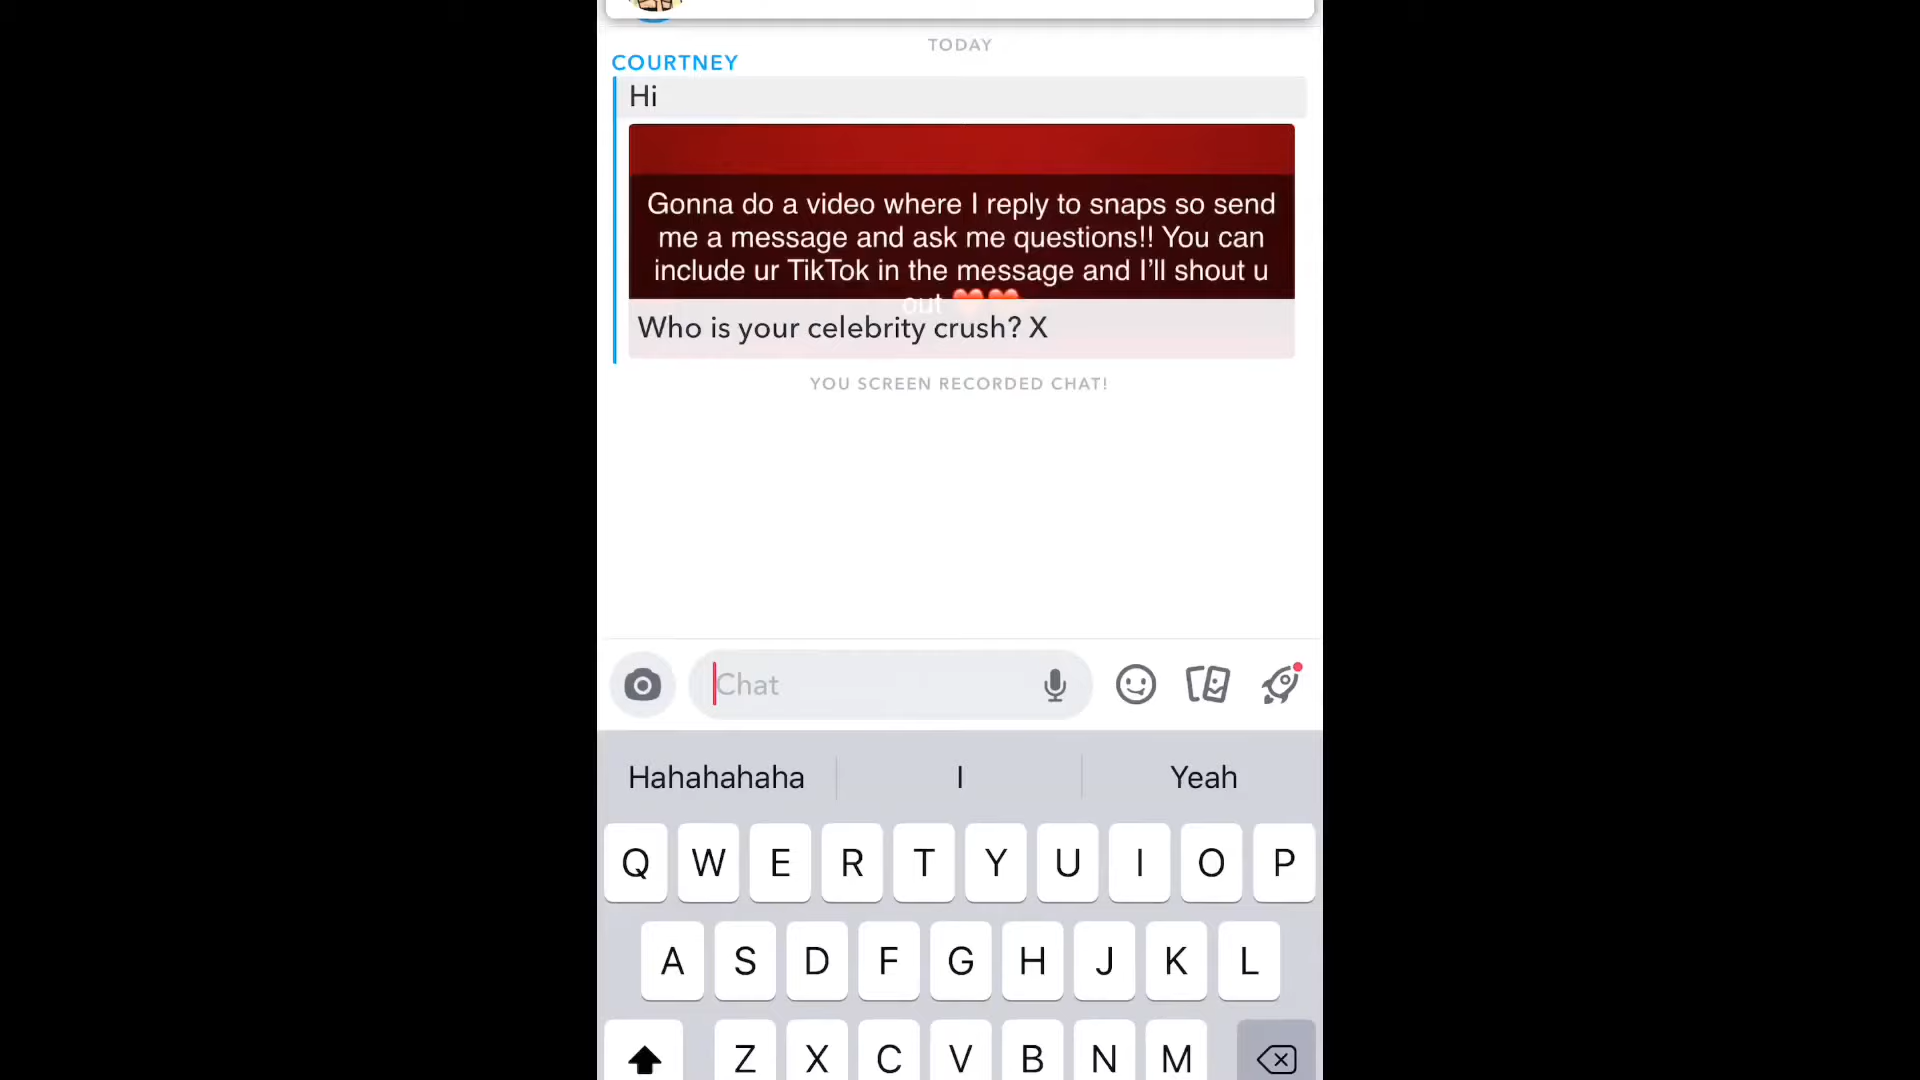 TODAY
COURTNEY
Hi
Gonna do a video where I reply to snaps so send
me a message and ask me questions!! You can
include ur TikTok in the message and I'll shout u
out ❤️❤️
Who is your celebrity crush? X
YOU SCREEN RECORDED CHAT!
Chat
Hahahahaha I Yeah
Q W E R T Y U I O P
A S D F G H J K L
Z X C V B N M